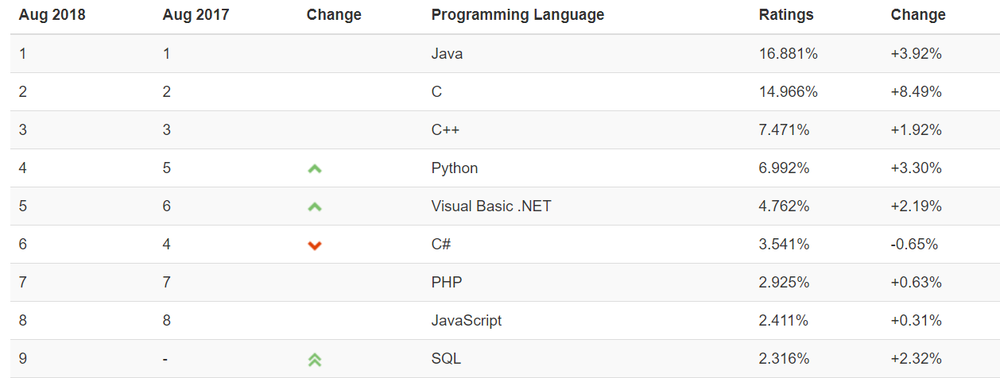 Aug 2018 Aug 2017 Change Programming Language Ratings Change
1 1 Java 16.881% +3.92%
2 2 C 14.966% +8.49%
3 3 C++ 7.471% +1.92%
4 5 Python 6.992% +3.30%
5 6 Visual Basic .NET 4.762% +2.19%
6 4 C# 3.541% -0.65%
7 7 PHP 2.925% +0.63%
8 8 JavaScript 2.411% +0.31%
9 - SQL 2.316% +2.32%